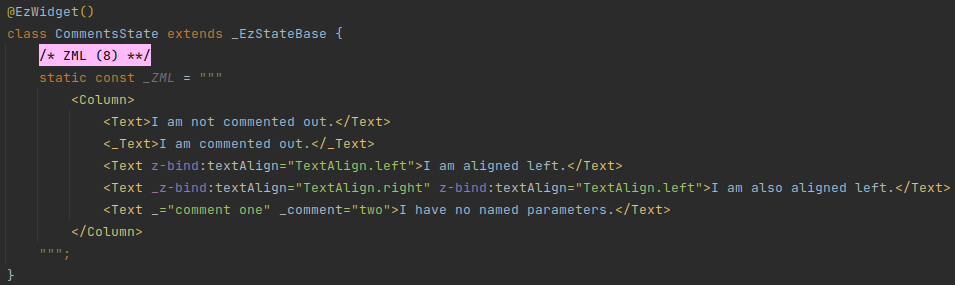 @EzWidget()
class CommentsState extends _EzStateBase {
    /* ZML (8) **/
    static const _ZML = """
        <Column>
            <Text>I am not commented out.</Text>
            <_Text>I am commented out.</_Text>
            <Text z-bind:textAlign="TextAlign.left">I am aligned left.</Text>
            <Text _z-bind:textAlign="TextAlign.right" z-bind:textAlign="TextAlign.left">I am also aligned left.</Text>
            <Text _="comment one" _comment="two">I have no named parameters.</Text>
        </Column>
    """;
}